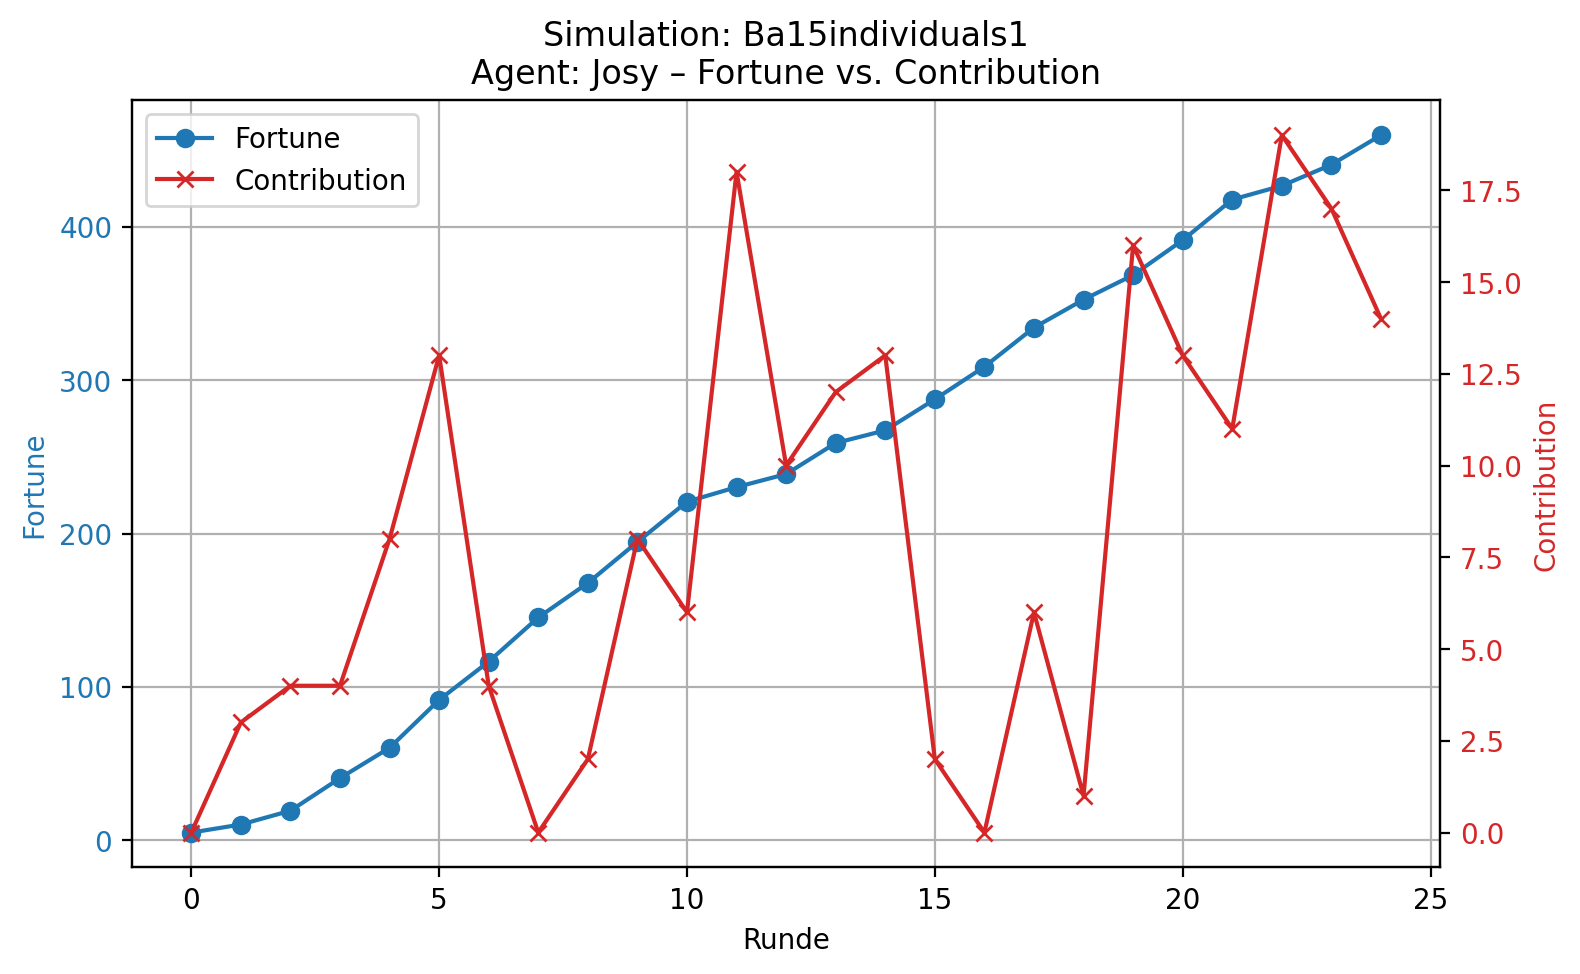 Simulation: Ba15individuals1
Agent: Josy – Fortune vs. Contribution
Fortune
Contribution
400
300
200
100
0
Fortune
17.5
15.0
12.5
10.0
7.5
5.0
2.5
0.0
Contribution
0 5 10 15 20 25
Runde